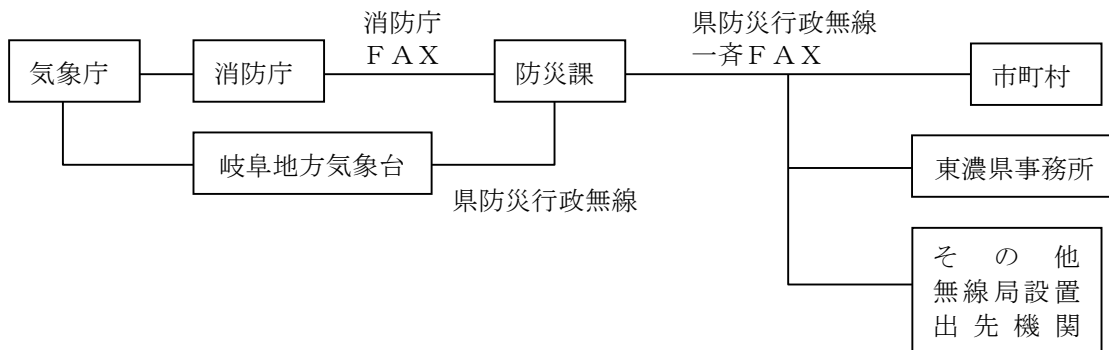 消防庁
ＦＡＸ
県防災行政無線
一斉ＦＡＸ
気象庁
消防庁
防災課
市町村
岐阜地方気象台
県防災行政無線
東濃県事務所
その他
無線局設置
出先機関